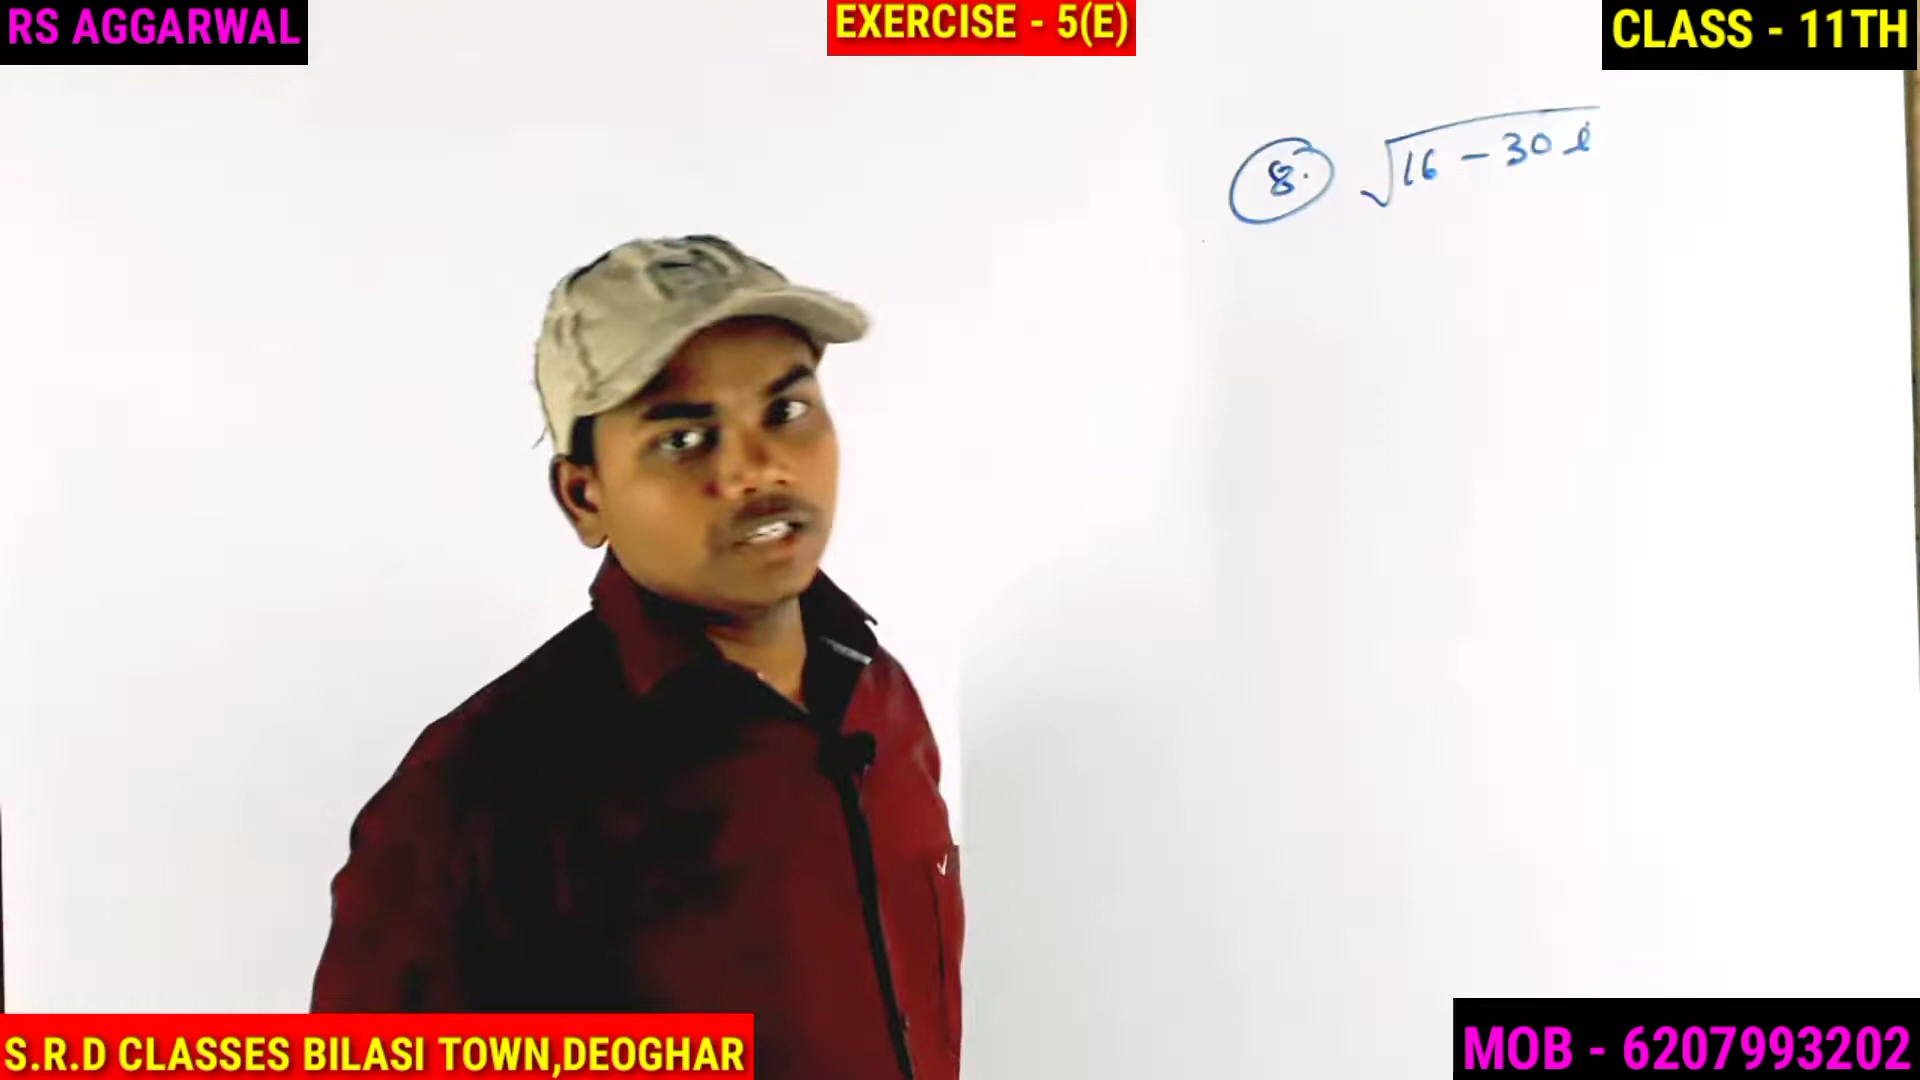 RS AGGARWAL
EXERCISE - 5(E)
CLASS - 11TH
8. √16 - 30i
S.R.D CLASSES BILASI TOWN,DEOGHAR
MOB - 6207993202